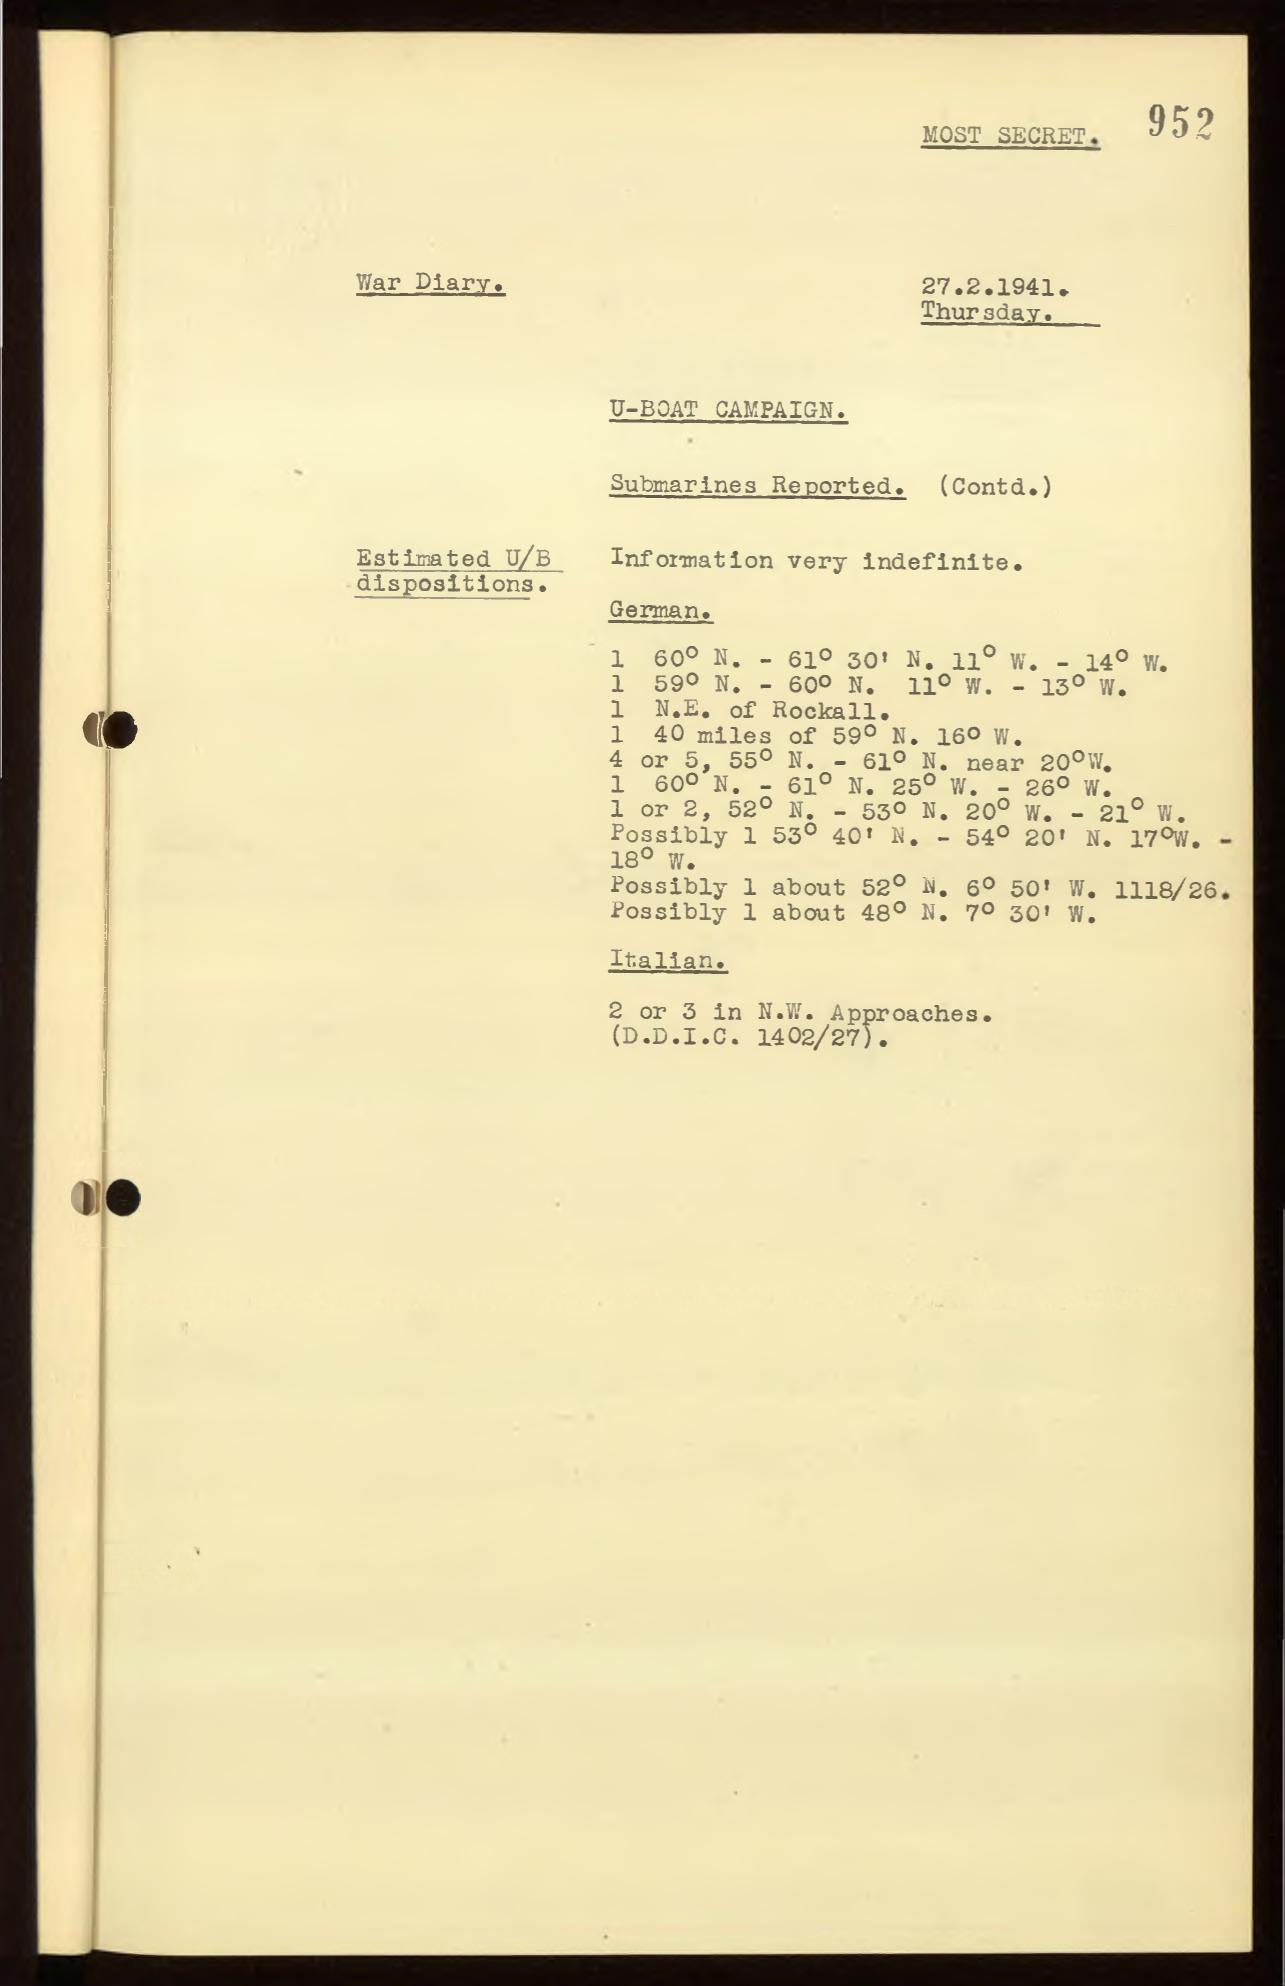 952
MOST SECRET.
War Diary.
27.2.1941.
Thursday.
U-BOAT CAMPAIGN.
Submarines Reported. (Contd.)
Estimated U/B
dispositions.
Information very indefinite.
German.
1 60° N. - 61° 30' N. 11° W. - 14° W.
1 59° N. - 60° N. 11° W. - 13° W.
1 N.E. of Rockall.
1 40 miles of 59° N. 16° W.
4 or 5, 55° N. - 61° N. near 20°W.
1 60° N. - 61° N. 25° W. - 26° W.
1 or 2, 52° N. - 53° N. 20° W. - 21° W.
Possibly 1 53° 40' N. - 54° 20' N. 17°W. -
18° W.
Possibly 1 about 52° N. 6° 50' W. 1118/26.
Possibly 1 about 48° N. 7° 30' W.
Italian.
2 or 3 in N.W. Approaches.
(D.D.I.C. 1402/27).